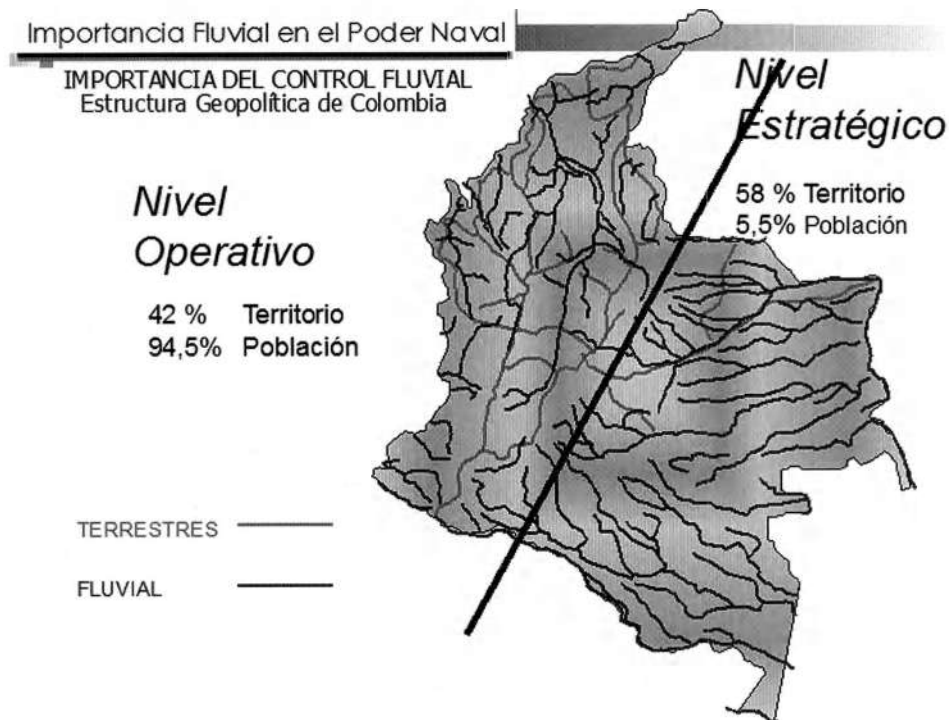 Importancia Fluvial en el Poder Naval
IMPORTANCIA DEL CONTROL FLUVIAL
Estructura Geopolítica de Colombia
Nivel
Estratégico
58 % Territorio
5,5% Población
Nivel
Operativo
42 % Territorio
94,5% Población
TERRESTRES
FLUVIAL